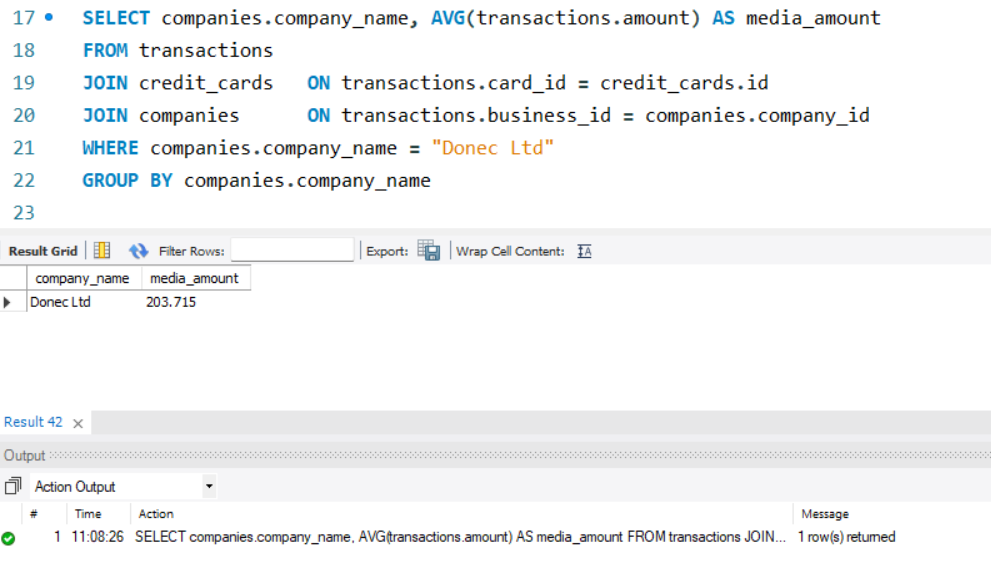 17 SELECT companies.company_name, AVG(transactions.amount) AS media_amount
18 FROM transactions
19 JOIN credit_cards ON transactions.card_id = credit_cards.id
20 JOIN companies ON transactions.business_id = companies.company_id
21 WHERE companies.company_name = "Donec Ltd"
22 GROUP BY companies.company_name
23
Result Grid Filter Rows: Export: Wrap Cell Content: IA
company_name media_amount
Donec Ltd 203.715
Result 42 ×
Output
Action Output
# Time Action Message
1 11:08:26 SELECT companies.company_name, AVG(transactions.amount) AS media_amount FROM transactions JOIN... 1 row(s) returned